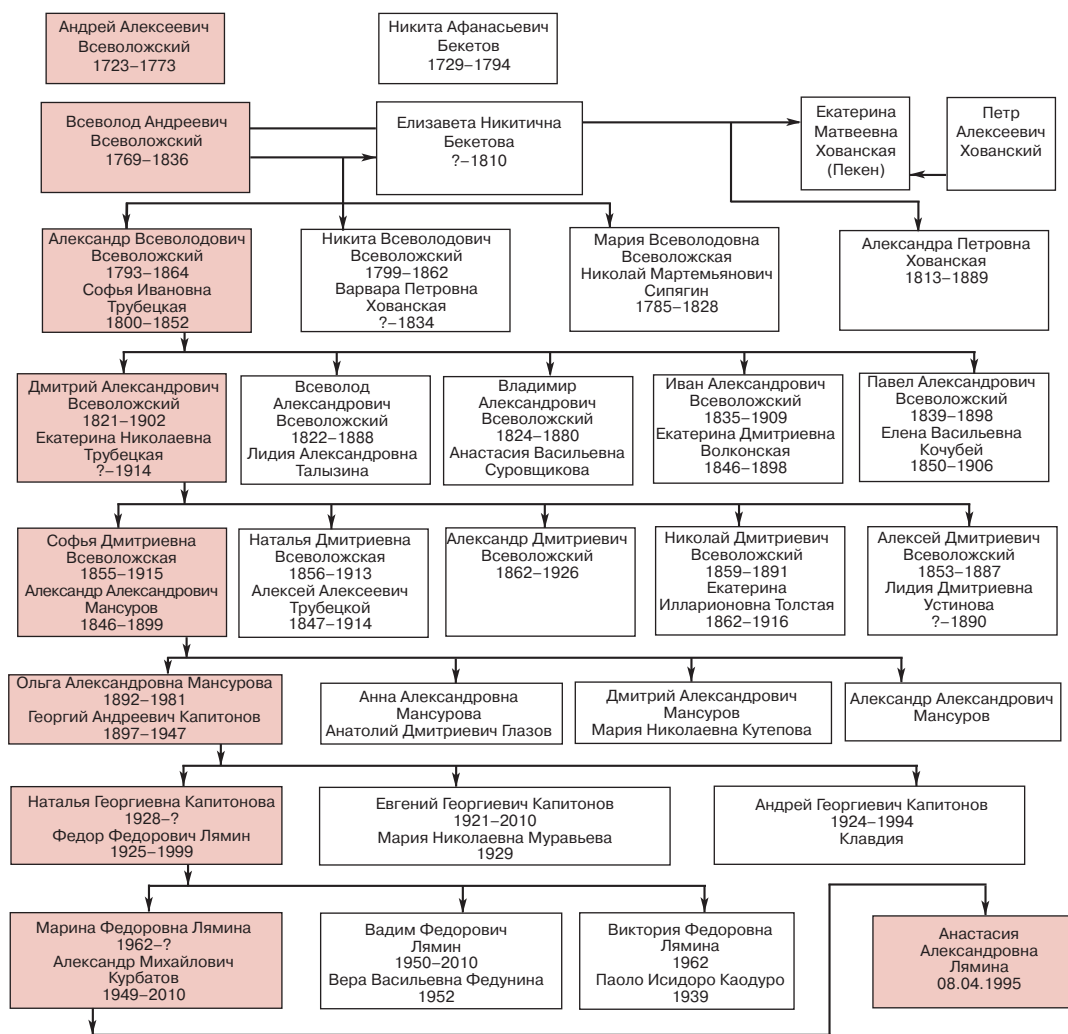 Андрей Алексеевич
Всеволожский
1723–1773
Никита Афанасьевич
Бекетов
1729–1794
Всеволод Андреевич
Всеволожский
1769–1836
Елизавета Никитична
Бекетова
?–1810
Екатерина
Матвеевна
Хованская
(Пекен)
Петр
Алексеевич
Хованский
Александр Всеволодович
Всеволожский
1793–1864
Софья Ивановна
Трубецкая
1800–1852
Никита Всеволодович
Всеволожский
1799–1862
Варвара Петровна
Хованская
?–1834
Мария Всеволодовна
Всеволожская
Николай Мартемьянович
Сипягин
1785–1828
Александра Петровна
Хованская
1813–1889
Дмитрий Александрович
Всеволожский
1821–1902
Екатерина Николаевна
Трубецкая
?–1914
Всеволод
Александрович
Всеволожский
1822–1888
Лидия Александровна
Талызина
Владимир
Александрович
Всеволожский
1824–1880
Анастасия Васильевна
Суровщикова
Иван Александрович
Всеволожский
1835–1909
Екатерина Дмитриевна
Волконская
1846–1898
Павел Александрович
Всеволожский
1839–1898
Елена Васильевна
Кочубей
1850–1906
Софья Дмитриевна
Всеволожская
1855–1915
Александр Александрович
Мансуров
1846–1899
Наталья Дмитриевна
Всеволожская
1856–1913
Алексей Алексеевич
Трубецкой
1847–1914
Александр Дмитриевич
Всеволожский
1862–1926
Николай Дмитриевич
Всеволожский
1859–1891
Екатерина
Илларионовна Толстая
1862–1916
Алексей Дмитриевич
Всеволожский
1853–1887
Лидия Дмитриевна
Устинова
?–1890
Ольга Александровна Мансурова
1892–1981
Георгий Андреевич Капитонов
1897–1947
Анна Александровна
Мансурова
Анатолий Дмитриевич Глазов
Дмитрий Александрович
Мансуров
Мария Николаевна Кутепова
Александр Александрович
Мансуров
Наталья Георгиевна Капитонова
1928–?
Федор Федорович Лямин
1925–1999
Евгений Георгиевич Капитонов
1921–2010
Мария Николаевна Муравьева
1929
Андрей Георгиевич Капитонов
1924–1994
Клавдия
Марина Федоровна Лямина
1962–?
Александр Михайлович
Курбатов
1949–2010
Вадим Федорович
Лямин
1950–2010
Вера Васильевна Федунина
1952
Виктория Федоровна
Лямина
1962
Паоло Исидоро Каодуро
1939
Анастасия
Александровна
Лямина
08.04.1995